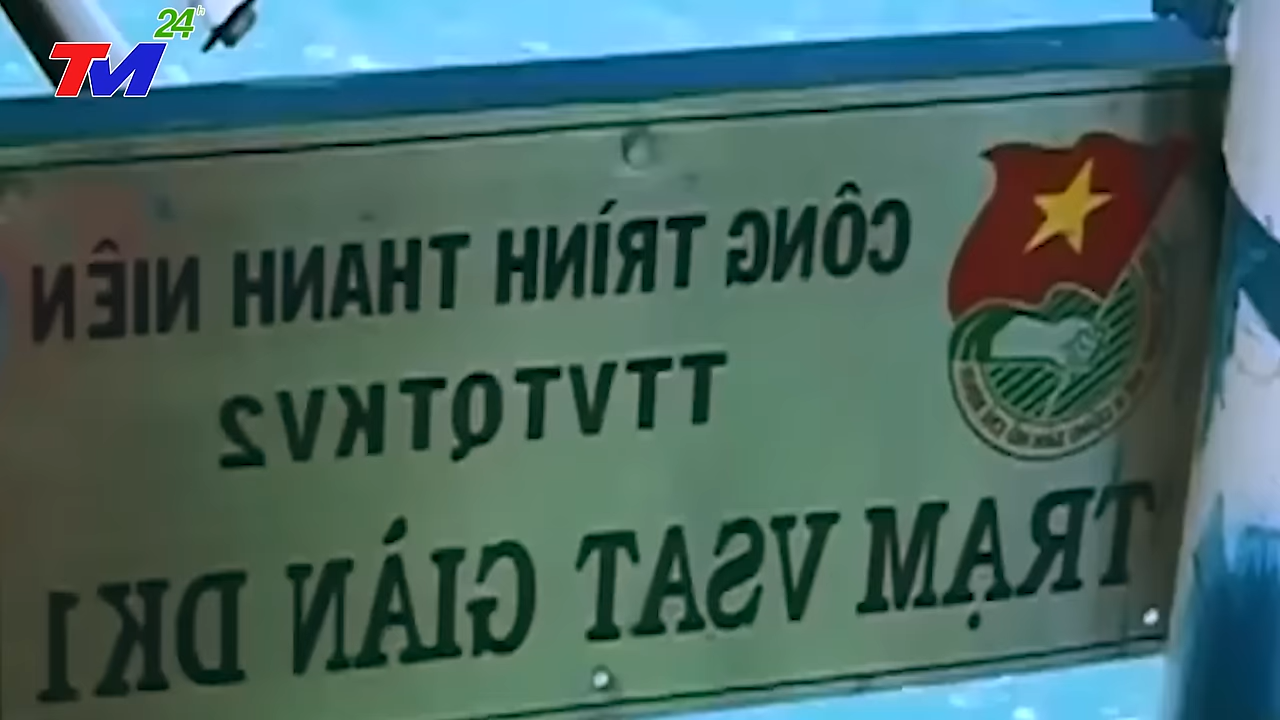 24h
TM
CÔNG TRÌNH THANH NIÊN
TTVTQTKV2
TRẠM VSAT GIÀN DK1